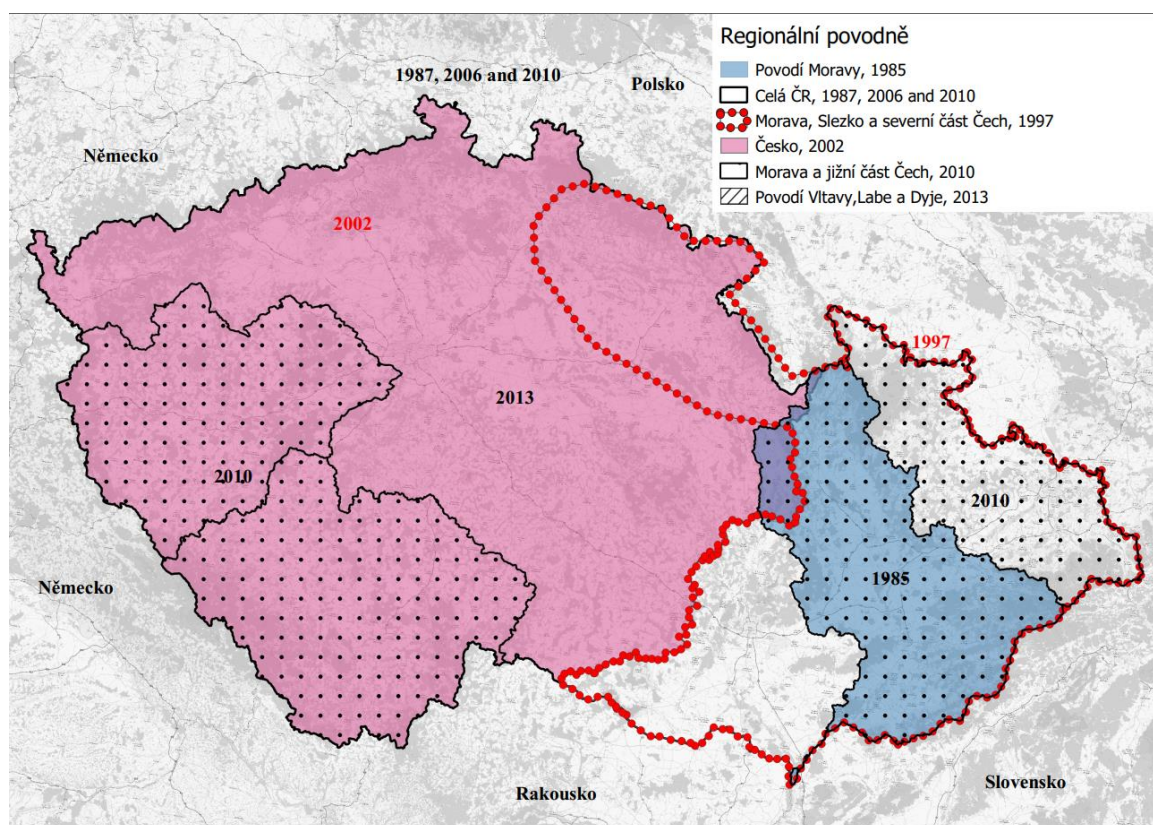 Regionální povodně
Povodí Moravy, 1985
Celá ČR, 1987, 2006 and 2010
Morava, Slezko a severní část Čech, 1997
Česko, 2002
Morava a jižní část Čech, 2010
Povodí Vltavy,Labe a Dyje, 2013
1987, 2006 and 2010
Polsko
Německo
2002
1997
2013
2010
2010
1985
Německo
Slovensko
Rakousko